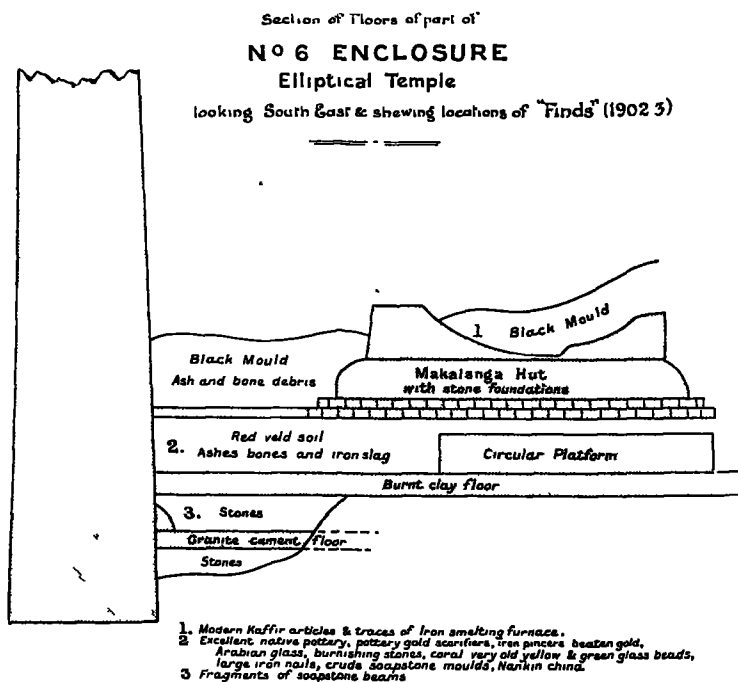 Section of Floors of part of
No 6 ENCLOSURE
Elliptical Temple
looking South East & shewing locations of "Finds" (1902 3)
1 Black Mould
Black Mould
Ash and bone debris
Makalanga Hut
with stone foundations
2. Red veld soil
Ashes bones and iron slag
Circular Platform
Burnt clay floor
3. Stones
Granite cement floor
Stones
1. Modern Kaffir articles & traces of Iron smelting furnace.
2 Excellent native pottery, pottery gold scorifiers, iron pincers beaten gold,
Arabian glass, burnishing stones, coral very old yellow & green glass beads,
large iron nails, crude soapstone moulds, Nankin china
3 Fragments of soapstone beams